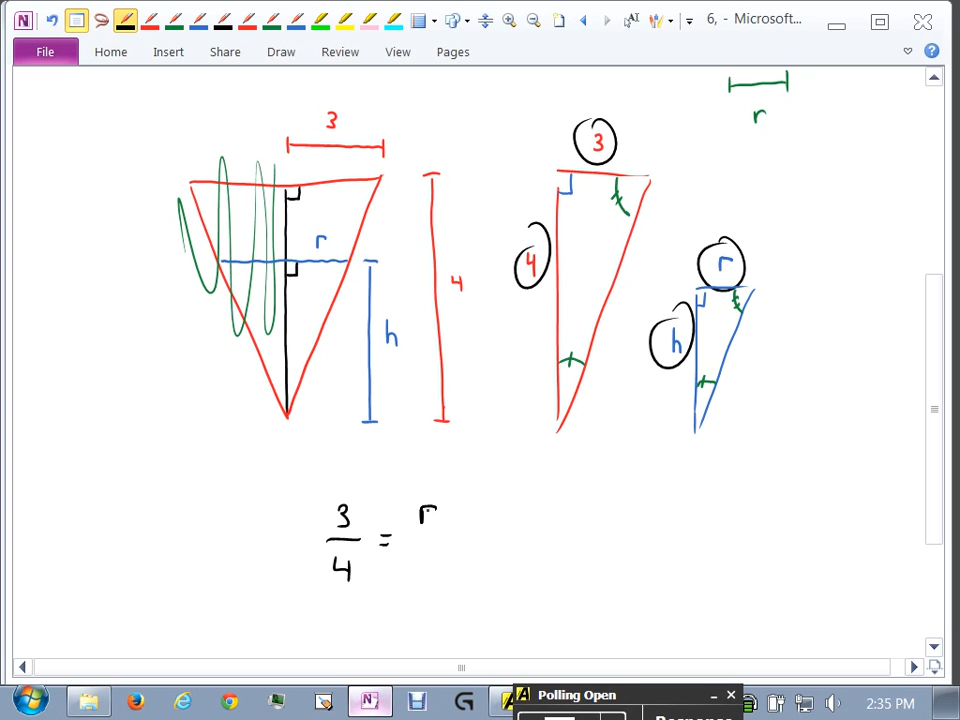 6, - Microsoft...
File Home Insert Share Draw Review View Pages
r
3
3
r
4
4
r
h
h
3/4 = r
Polling Open
2:35 PM